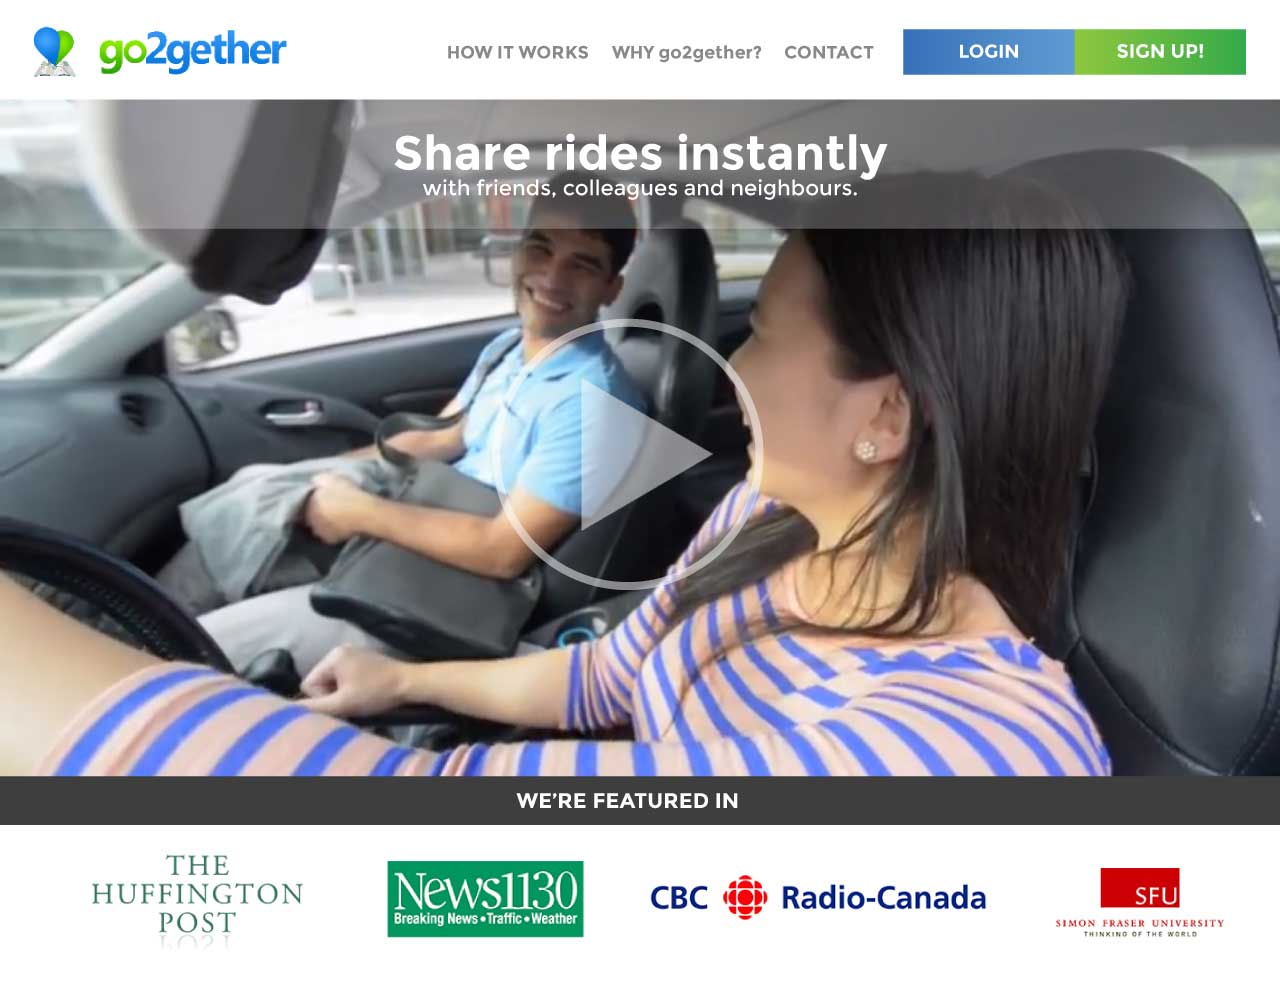 go2gether
HOW IT WORKS
WHY go2gether?
CONTACT
LOGIN
SIGN UP!
Share rides instantly
with friends, colleagues and neighbours.
WE'RE FEATURED IN
THE
HUFFINGTON
POST
News1130
Breaking News • Traffic • Weather
CBC Radio-Canada
SFU
SIMON FRASER UNIVERSITY
THINKING OF THE WORLD